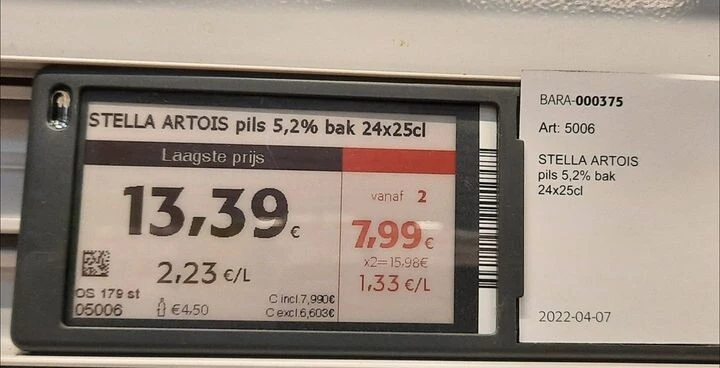 STELLA ARTOIS pils 5,2% bak 24x25cl
Laagste prijs
13,39€
2,23 €/L
vanaf 2
7,99€
x2=15,98€
1,33 €/L
OS 179 st
05006
€4,50
C incl.7,990€
C excl.6,603€
BARA-000375
Art: 5006
STELLA ARTOIS
pils 5,2% bak
24x25cl
2022-04-07